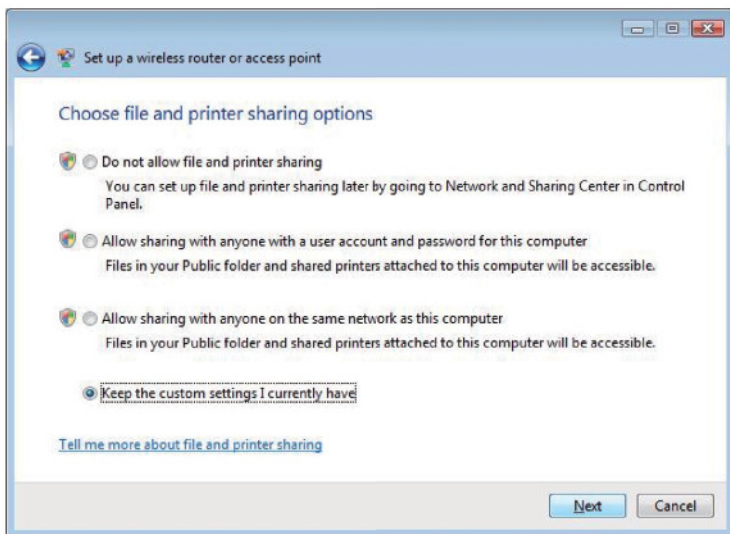 Set up a wireless router or access point
Choose file and printer sharing options
Do not allow file and printer sharing
You can set up file and printer sharing later by going to Network and Sharing Center in Control
Panel.
Allow sharing with anyone with a user account and password for this computer
Files in your Public folder and shared printers attached to this computer will be accessible.
Allow sharing with anyone on the same network as this computer
Files in your Public folder and shared printers attached to this computer will be accessible.
Keep the custom settings I currently have
Tell me more about file and printer sharing
Next
Cancel